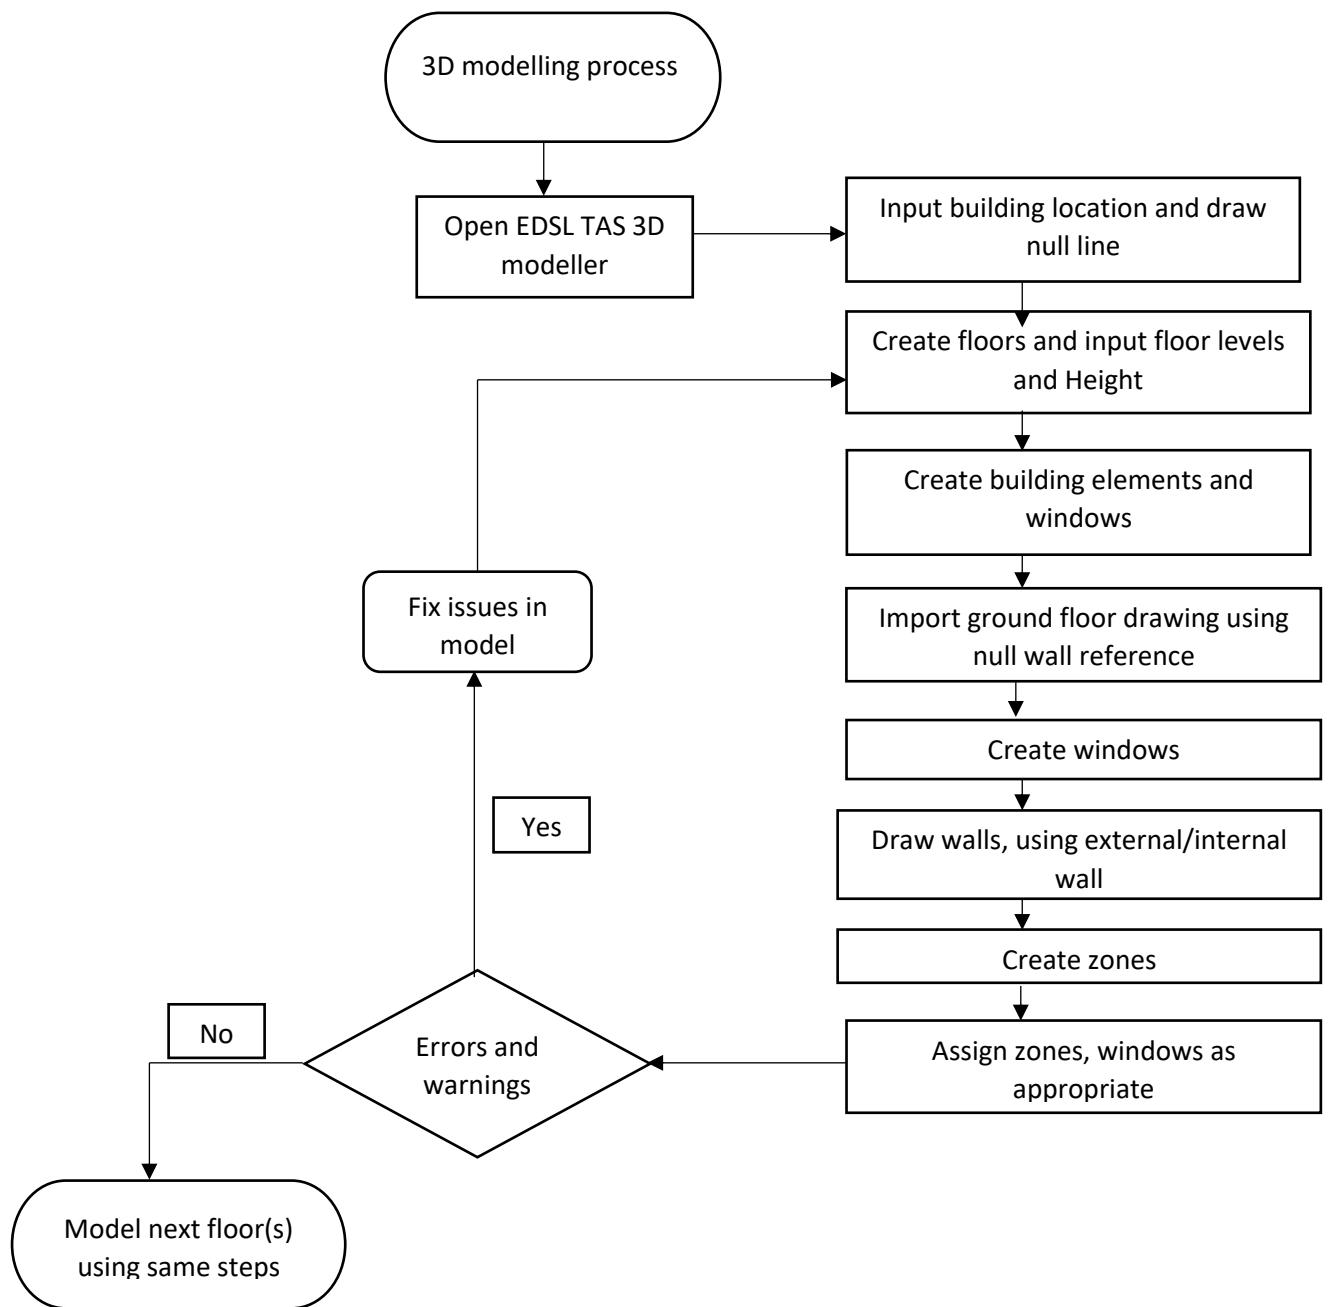 3D modelling process
Open EDSL TAS 3D
modeller
Input building location and draw
null line
Create floors and input floor levels
and Height
Create building elements and
windows
Import ground floor drawing using
null wall reference
Create windows
Draw walls, using external/internal
wall
Create zones
Assign zones, windows as
appropriate
Errors and
warnings
Yes
Fix issues in
model
No
Model next floor(s)
using same steps